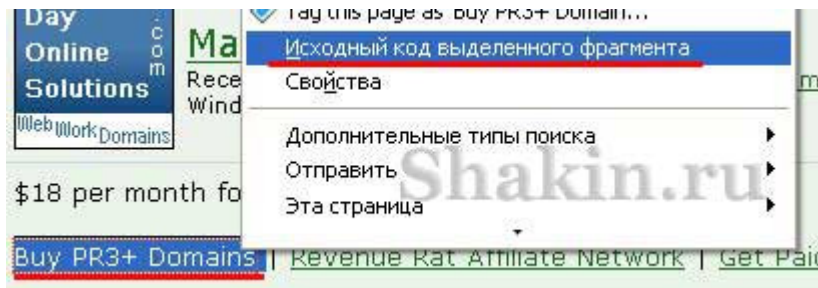 Day
Online
Solutions
.com
WebWorkDomains
Ma
Rece
Wind
Tag this page as 'Buy PR3+ Domain...
Исходный код выделенного фрагмента
Свойства
Дополнительные типы поиска
Отправить
Эта страница
Shakin.ru
$18 per month fo
Buy PR3+ Domains | Revenue Rat Affiliate Network | Get Paid